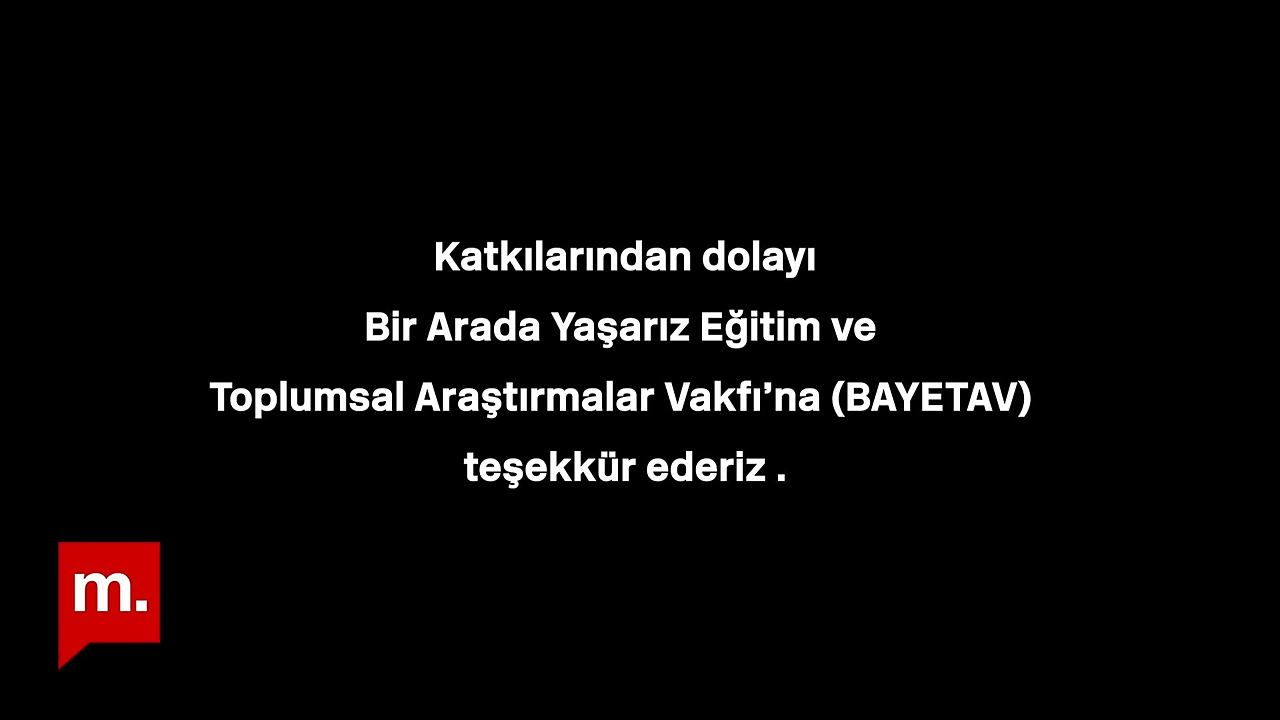 Katkılarından dolayı
Bir Arada Yaşarız Eğitim ve
Toplumsal Araştırmalar Vakfı’na (BAYETAV)
teşekkür ederiz .
m.